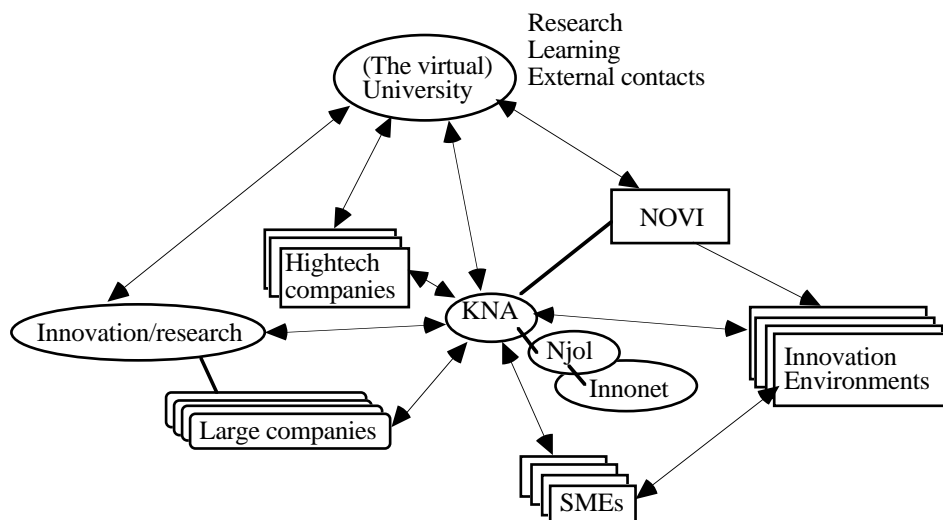 Research
Learning
External contacts
(The virtual)
University
NOVI
Hightech
companies
KNA
Innovation/research
Njol
Innonet
Innovation
Environments
Large companies
SMEs